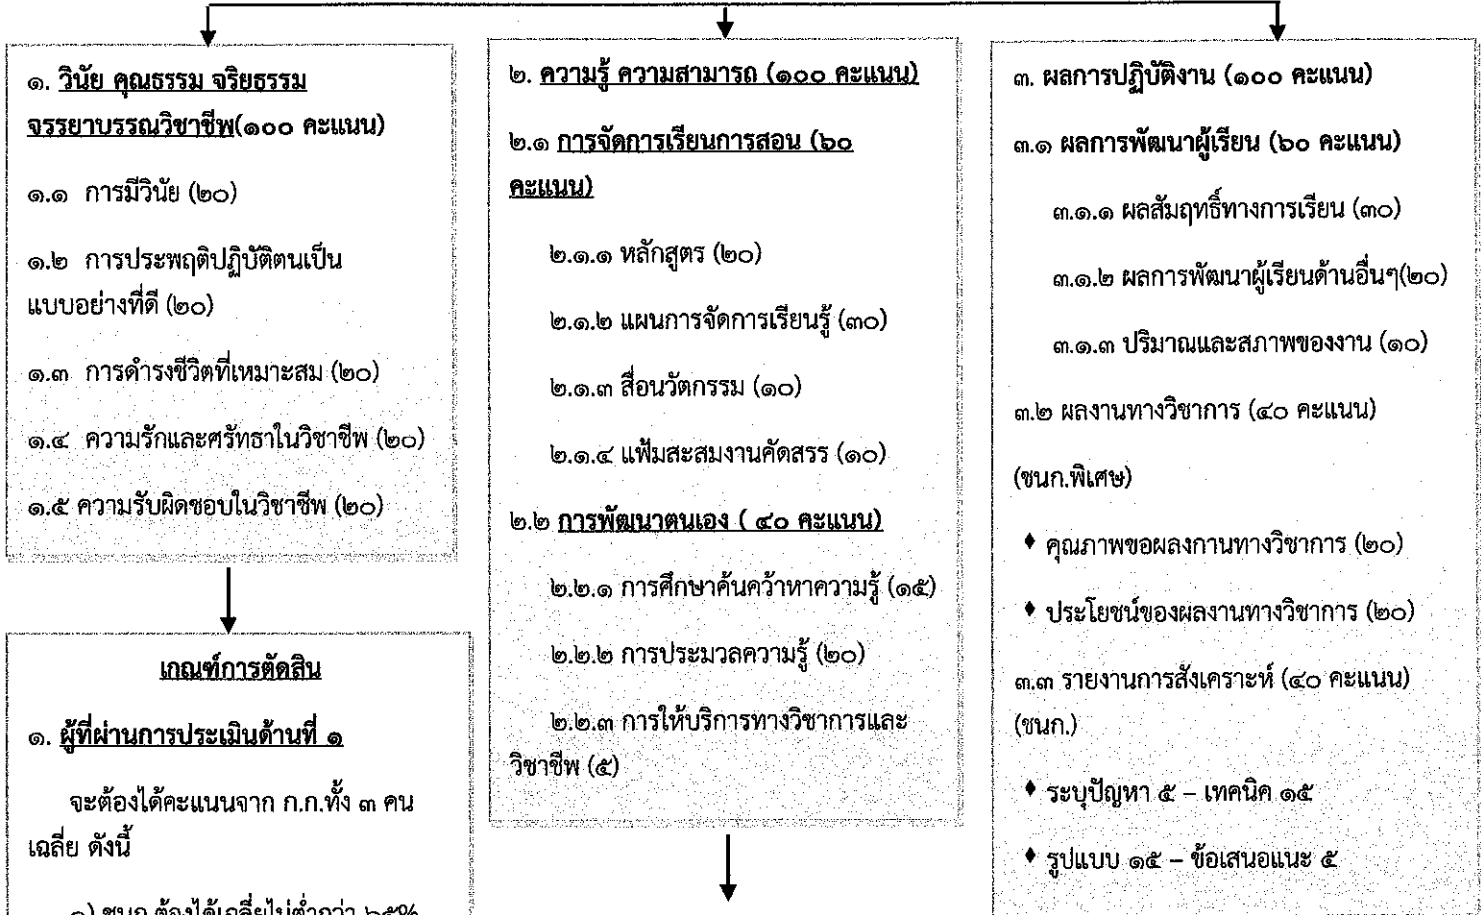 ๑. วินัย คุณธรรม จริยธรรม
จรรยาบรรณวิชาชีพ(๑๐๐ คะแนน)
๑.๑ การมีวินัย (๒๐)
๑.๒ การประพฤติปฏิบัติตนเป็น
แบบอย่างที่ดี (๒๐)
๑.๓ การดำรงชีวิตที่เหมาะสม (๒๐)
๑.๔ ความรักและศรัทธาในวิชาชีพ (๒๐)
๑.๕ ความรับผิดชอบในวิชาชีพ (๒๐)
เกณฑ์การตัดสิน
๑. ผู้ที่ผ่านการประเมินด้านที่ ๑
จะต้องได้คะแนนจาก ก.ก.ทั้ง ๓ คน
เฉลี่ย ดังนี้
๑) ชนก.ต้องได้เฉลี่ยไม่ต่ำกว่า ๖๕%
๒. ความรู้ ความสามารถ (๑๐๐ คะแนน)
๒.๑ การจัดการเรียนการสอน (๖๐
คะแนน)
๒.๑.๑ หลักสูตร (๒๐)
๒.๑.๒ แผนการจัดการเรียนรู้ (๓๐)
๒.๑.๓ สื่อนวัตกรรม (๑๐)
๒.๑.๔ แฟ้มสะสมงานคัดสรร (๑๐)
๒.๒ การพัฒนาตนเอง ( ๔๐ คะแนน)
๒.๒.๑ การศึกษาค้นคว้าหาความรู้ (๑๕)
๒.๒.๒ การประมวลความรู้ (๒๐)
๒.๒.๓ การให้บริการทางวิชาการและ
วิชาชีพ (๕)
๓. ผลการปฏิบัติงาน (๑๐๐ คะแนน)
๓.๑ ผลการพัฒนาผู้เรียน (๖๐ คะแนน)
๓.๑.๑ ผลสัมฤทธิ์ทางการเรียน (๓๐)
๓.๑.๒ ผลการพัฒนาผู้เรียนด้านอื่นๆ(๒๐)
๓.๑.๓ ปริมาณและสภาพของงาน (๑๐)
๓.๒ ผลงานทางวิชาการ (๔๐ คะแนน)
(ชนก.พิเศษ)
♦ คุณภาพขอผลงกานทางวิชาการ (๒๐)
♦ ประโยชน์ของผลงานทางวิชาการ (๒๐)
๓.๓ รายงานการสังเคราะห์ (๔๐ คะแนน)
(ชนก.)
♦ ระบุปัญหา ๕ – เทคนิค ๑๕
♦ รูปแบบ ๑๕ – ข้อเสนอแนะ ๕